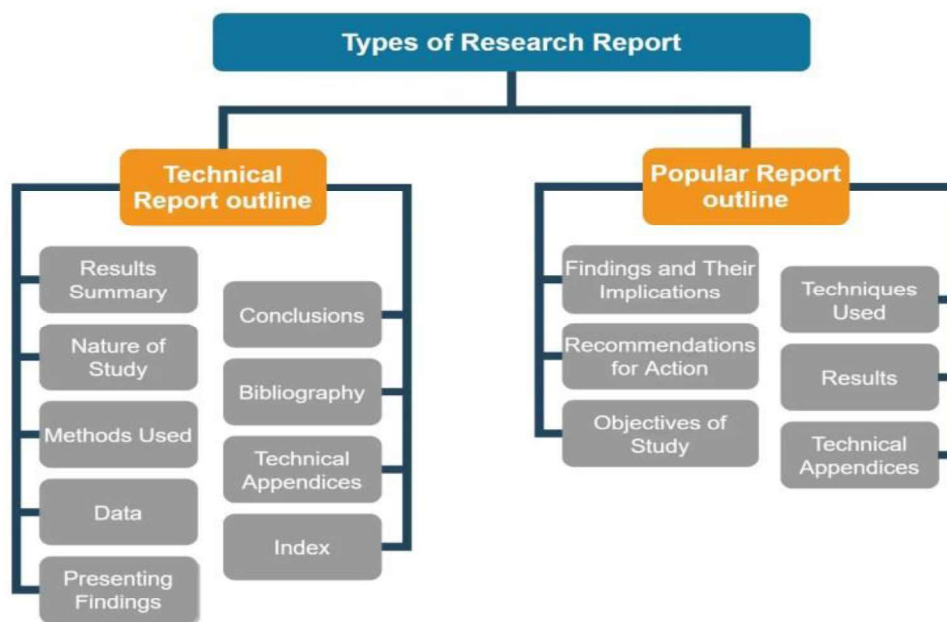 Types of Research Report
Technical
Report outline
Results
Summary
Nature of
Study
Methods Used
Data
Presenting
Findings
Conclusions
Bibliography
Technical
Appendices
Index
Popular Report
outline
Findings and Their
Implications
Recommendations
for Action
Objectives of
Study
Techniques
Used
Results
Technical
Appendices